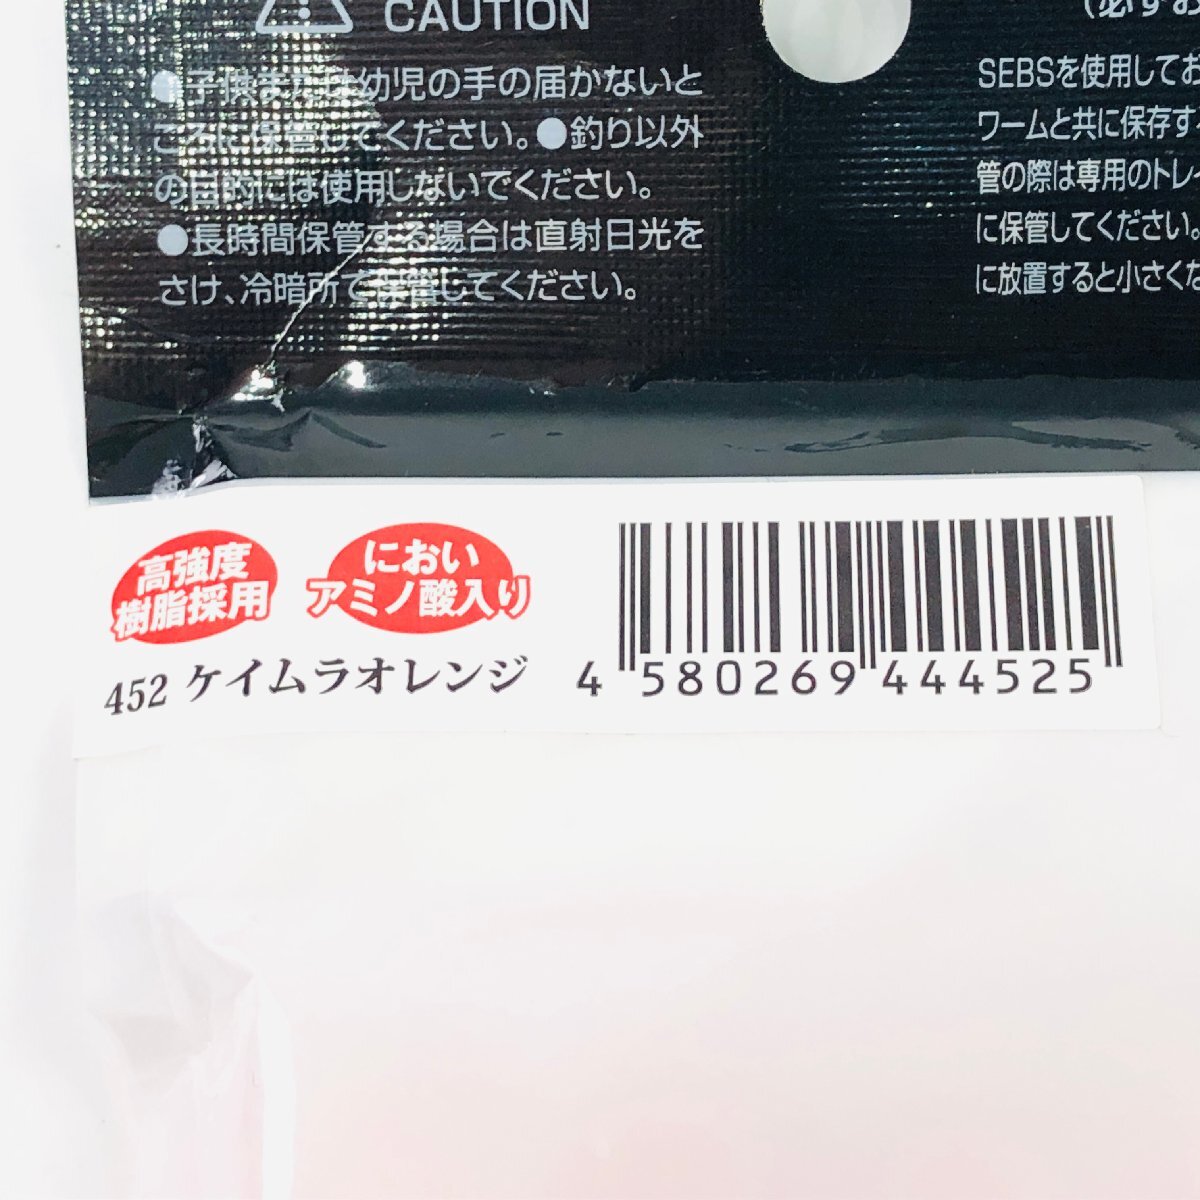 CAUTION
●子供または幼児の手の届かないと
ころに保管してください。●釣り以外
の目的には使用しないでください。
●長時間保管する場合は直射日光を
さけ、冷暗所で保管してください。
(必ずお
SEBSを使用してお
ワームと共に保存す
管の際は専用のトレイ
に保管してください。
に放置すると小さくな
高強度
樹脂採用
におい
アミノ酸入り
452 ケイムラオレンジ
4 580269 444525